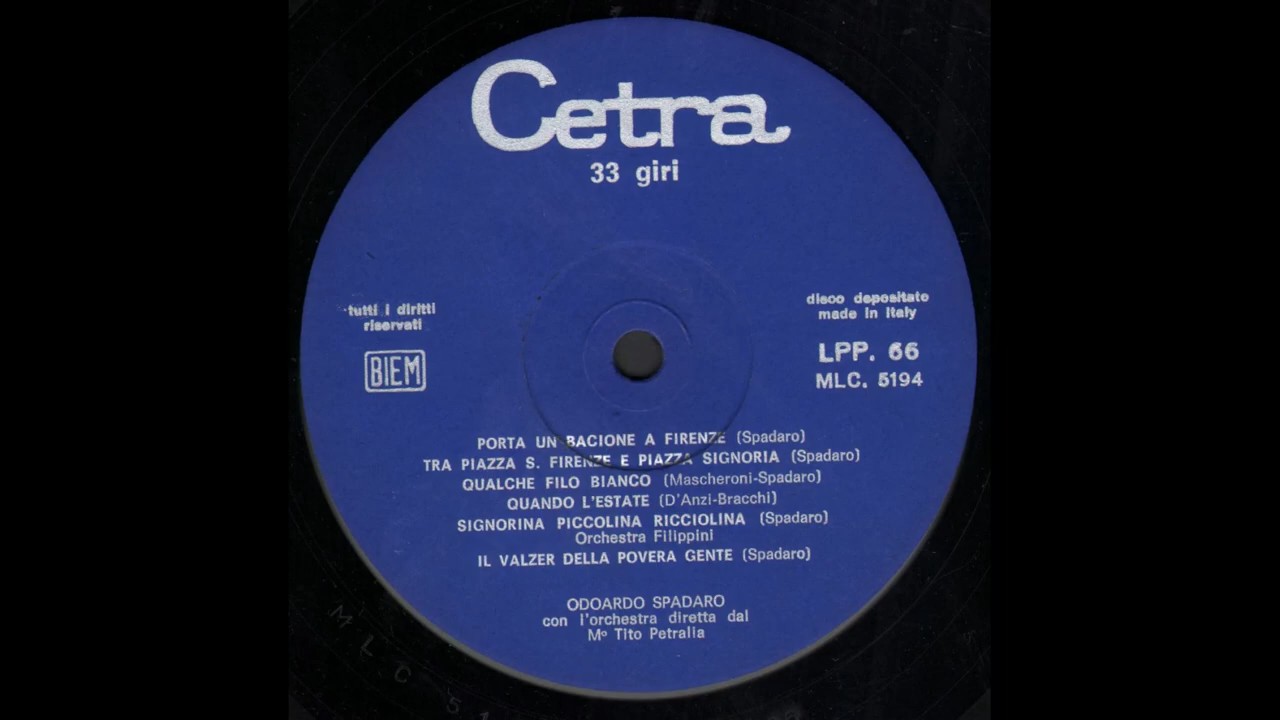 Cetra
33 giri
tutti i diritti
riservati
BIEM
disco depositato
made in Italy
LPP. 66
MLC. 5194
PORTA UN BACIONE A FIRENZE (Spadaro)
TRA PIAZZA S. FIRENZE E PIAZZA SIGNORIA (Spadaro)
QUALCHE FILO BIANCO (Mascheroni-Spadaro)
QUANDO L'ESTATE (D'Anzi-Bracchi)
SIGNORINA PICCOLINA RICCIOLINA (Spadaro)
Orchestra Filippini
IL VALZER DELLA POVERA GENTE (Spadaro)
ODOARDO SPADARO
con l'orchestra diretta dal
Mº Tito Petralia
MLC 51